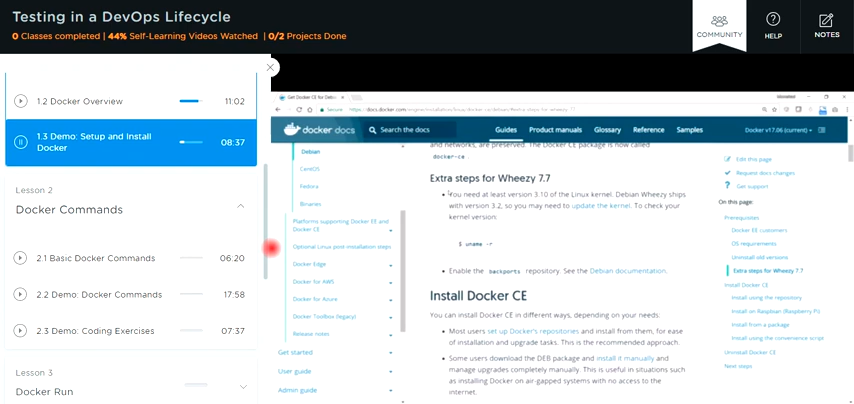 Testing in a DevOps Lifecycle
0 Classes completed | 44% Self-Learning Videos Watched | 0/2 Projects Done
COMMUNITY
HELP
NOTES
1.2 Docker Overview 11:02
1.3 Demo: Setup and Install
Docker
08:37
Lesson 2
Docker Commands
2.1 Basic Docker Commands 06:20
2.2 Demo: Docker Commands 17:58
2.3 Demo: Coding Exercises 07:37
Lesson 3
Docker Run
Get Docker CE for Debi
Secure
docker docs
Search the docs
Guides Product manuals Glossary Reference Samples
Docker v17.06 (current)
Debian
CentOS
Fedora
Binaries
Platforms supporting Docker EE and
Docker CE
Optional Linux post-installation steps
Docker Edge
Docker for AWS
Docker for Azure
Docker Toolbox (legacy)
Release notes
Get started
User guide
Admin guide
and networks, are preserved. The Docker CE package is now called
docker-ce
Extra steps for Wheezy 7.7
You need at least version 3.10 of the Linux kernel. Debian Wheezy ships
with version 3.2, so you may need to update the kernel. To check your
kernel version:
$ uname -r
Enable the backports repository. See the Debian documentation.
Install Docker CE
You can install Docker CE in different ways, depending on your needs:
Most users set up Docker's repositories and install from them, for ease
of installation and upgrade tasks. This is the recommended approach.
Some users download the DEB package and install it manually and
manage upgrades completely manually. This is useful in situations such
as installing Docker on air-gapped systems with no access to the
internet.
Edit this page
Request docs changes
Get support
On this page:
Prerequisites
Docker EE customers
OS requirements
Uninstall old versions
Extra steps for Wheezy 7.7
Install Docker CE
Install using the repository
Install on Raspbian (Raspberry Pi)
Install from a package
Install using the convenience script
Uninstall Docker CE
Next steps